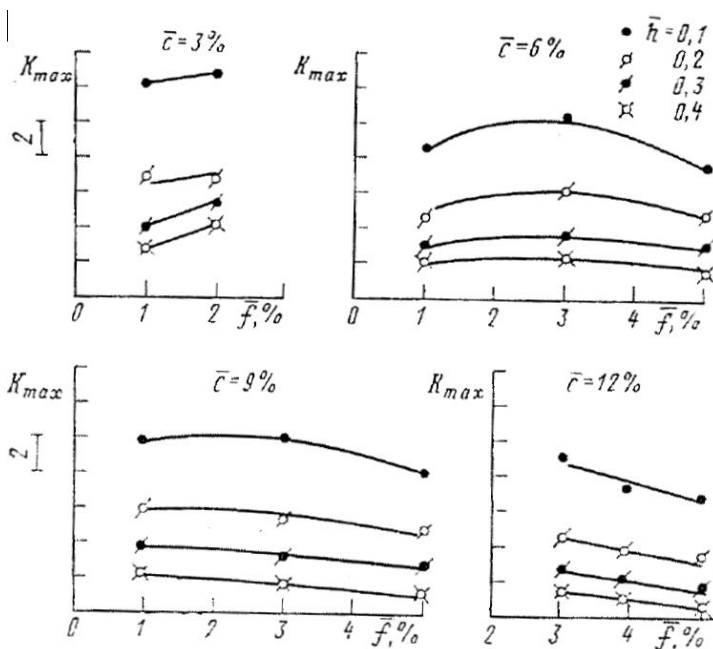 c̄=3%
K_max
2
0 1 2 f̄,%
c̄=6%
K_max
h̄=0,1
0,2
0,3
0,4
0 1 2 3 4 f̄,%
c̄=9%
K_max
2
0 1 2 3 4 f̄,%
c̄=12%
K_max
2 3 4 f̄,%